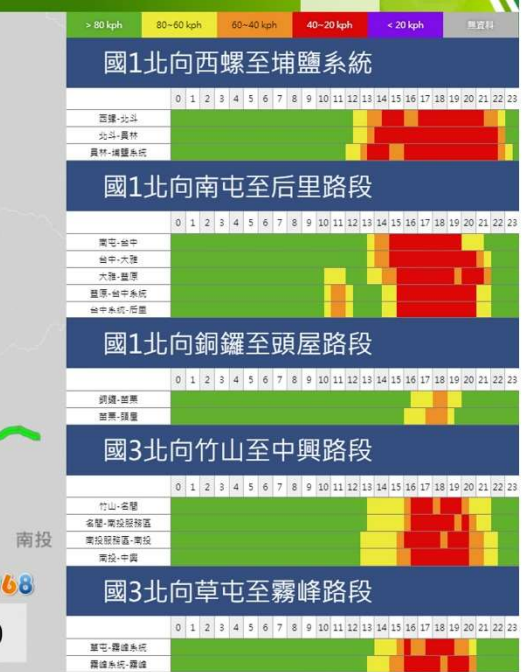 > 80 kph 80~60 kph 60~40 kph 40~20 kph < 20 kph 無資料
國1北向西螺至埔鹽系統
0 1 2 3 4 5 6 7 8 9 10 11 12 13 14 15 16 17 18 19 20 21 22 23
西螺-北斗
北斗-員林
員林-埔鹽系統
國1北向南屯至后里路段
0 1 2 3 4 5 6 7 8 9 10 11 12 13 14 15 16 17 18 19 20 21 22 23
南屯-台中
台中-大雅
大雅-豐原
豐原-台中系統
台中系統-后里
國1北向銅鑼至頭屋路段
0 1 2 3 4 5 6 7 8 9 10 11 12 13 14 15 16 17 18 19 20 21 22 23
銅鑼-苗栗
苗栗-頭屋
國3北向竹山至中興路段
0 1 2 3 4 5 6 7 8 9 10 11 12 13 14 15 16 17 18 19 20 21 22 23
竹山-名間
名間-南投服務區
南投服務區-南投
南投-中興
南投
68
國3北向草屯至霧峰路段
0 1 2 3 4 5 6 7 8 9 10 11 12 13 14 15 16 17 18 19 20 21 22 23
草屯-霧峰系統
霧峰系統-霧峰